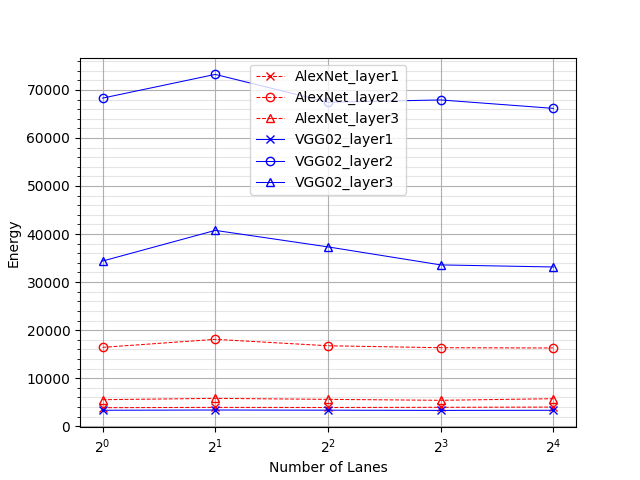 AlexNet_layer1
AlexNet_layer2
AlexNet_layer3
VGG02_layer1
VGG02_layer2
VGG02_layer3
70000
60000
50000
40000
30000
20000
10000
0
Energy
2^0 2^1 2^2 2^3 2^4
Number of Lanes